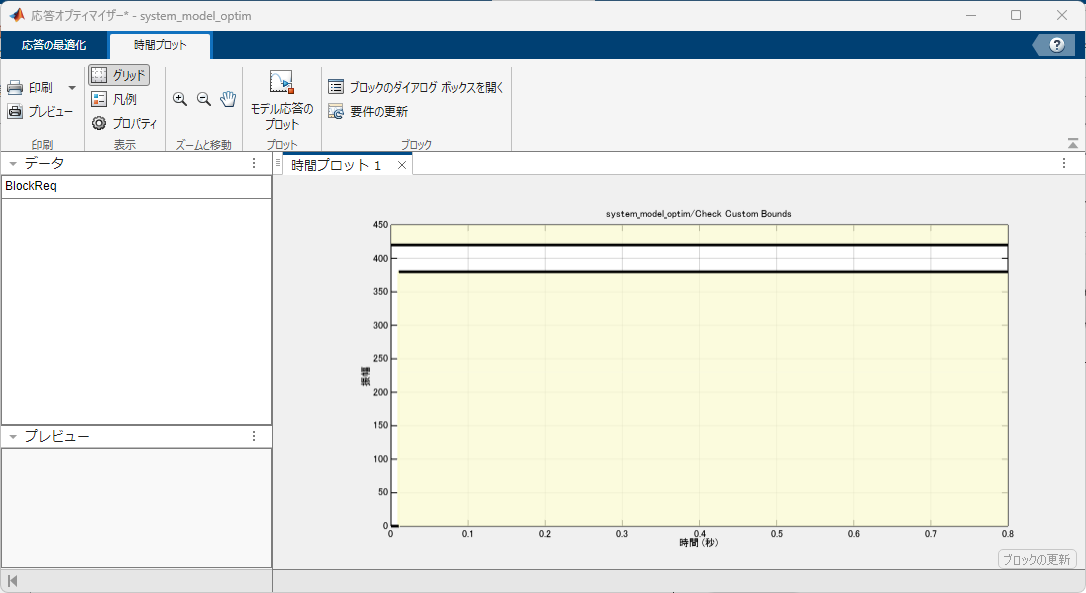 応答オプティマイザー* - system_model_optim
応答の最適化
時間プロット
?
印刷
プレビュー
印刷
グリッド
凡例
プロパティ
表示
ズームと移動
モデル応答の
プロット
プロット
ブロックのダイアログ ボックスを開く
要件の更新
ブロック
データ
BlockReq
プレビュー
時間プロット 1
system_model_optim/Check Custom Bounds
450
400
350
300
250
200
150
100
50
0
振幅
0 0.1 0.2 0.3 0.4 0.5 0.6 0.7 0.8
時間 (秒)
ブロックの更新